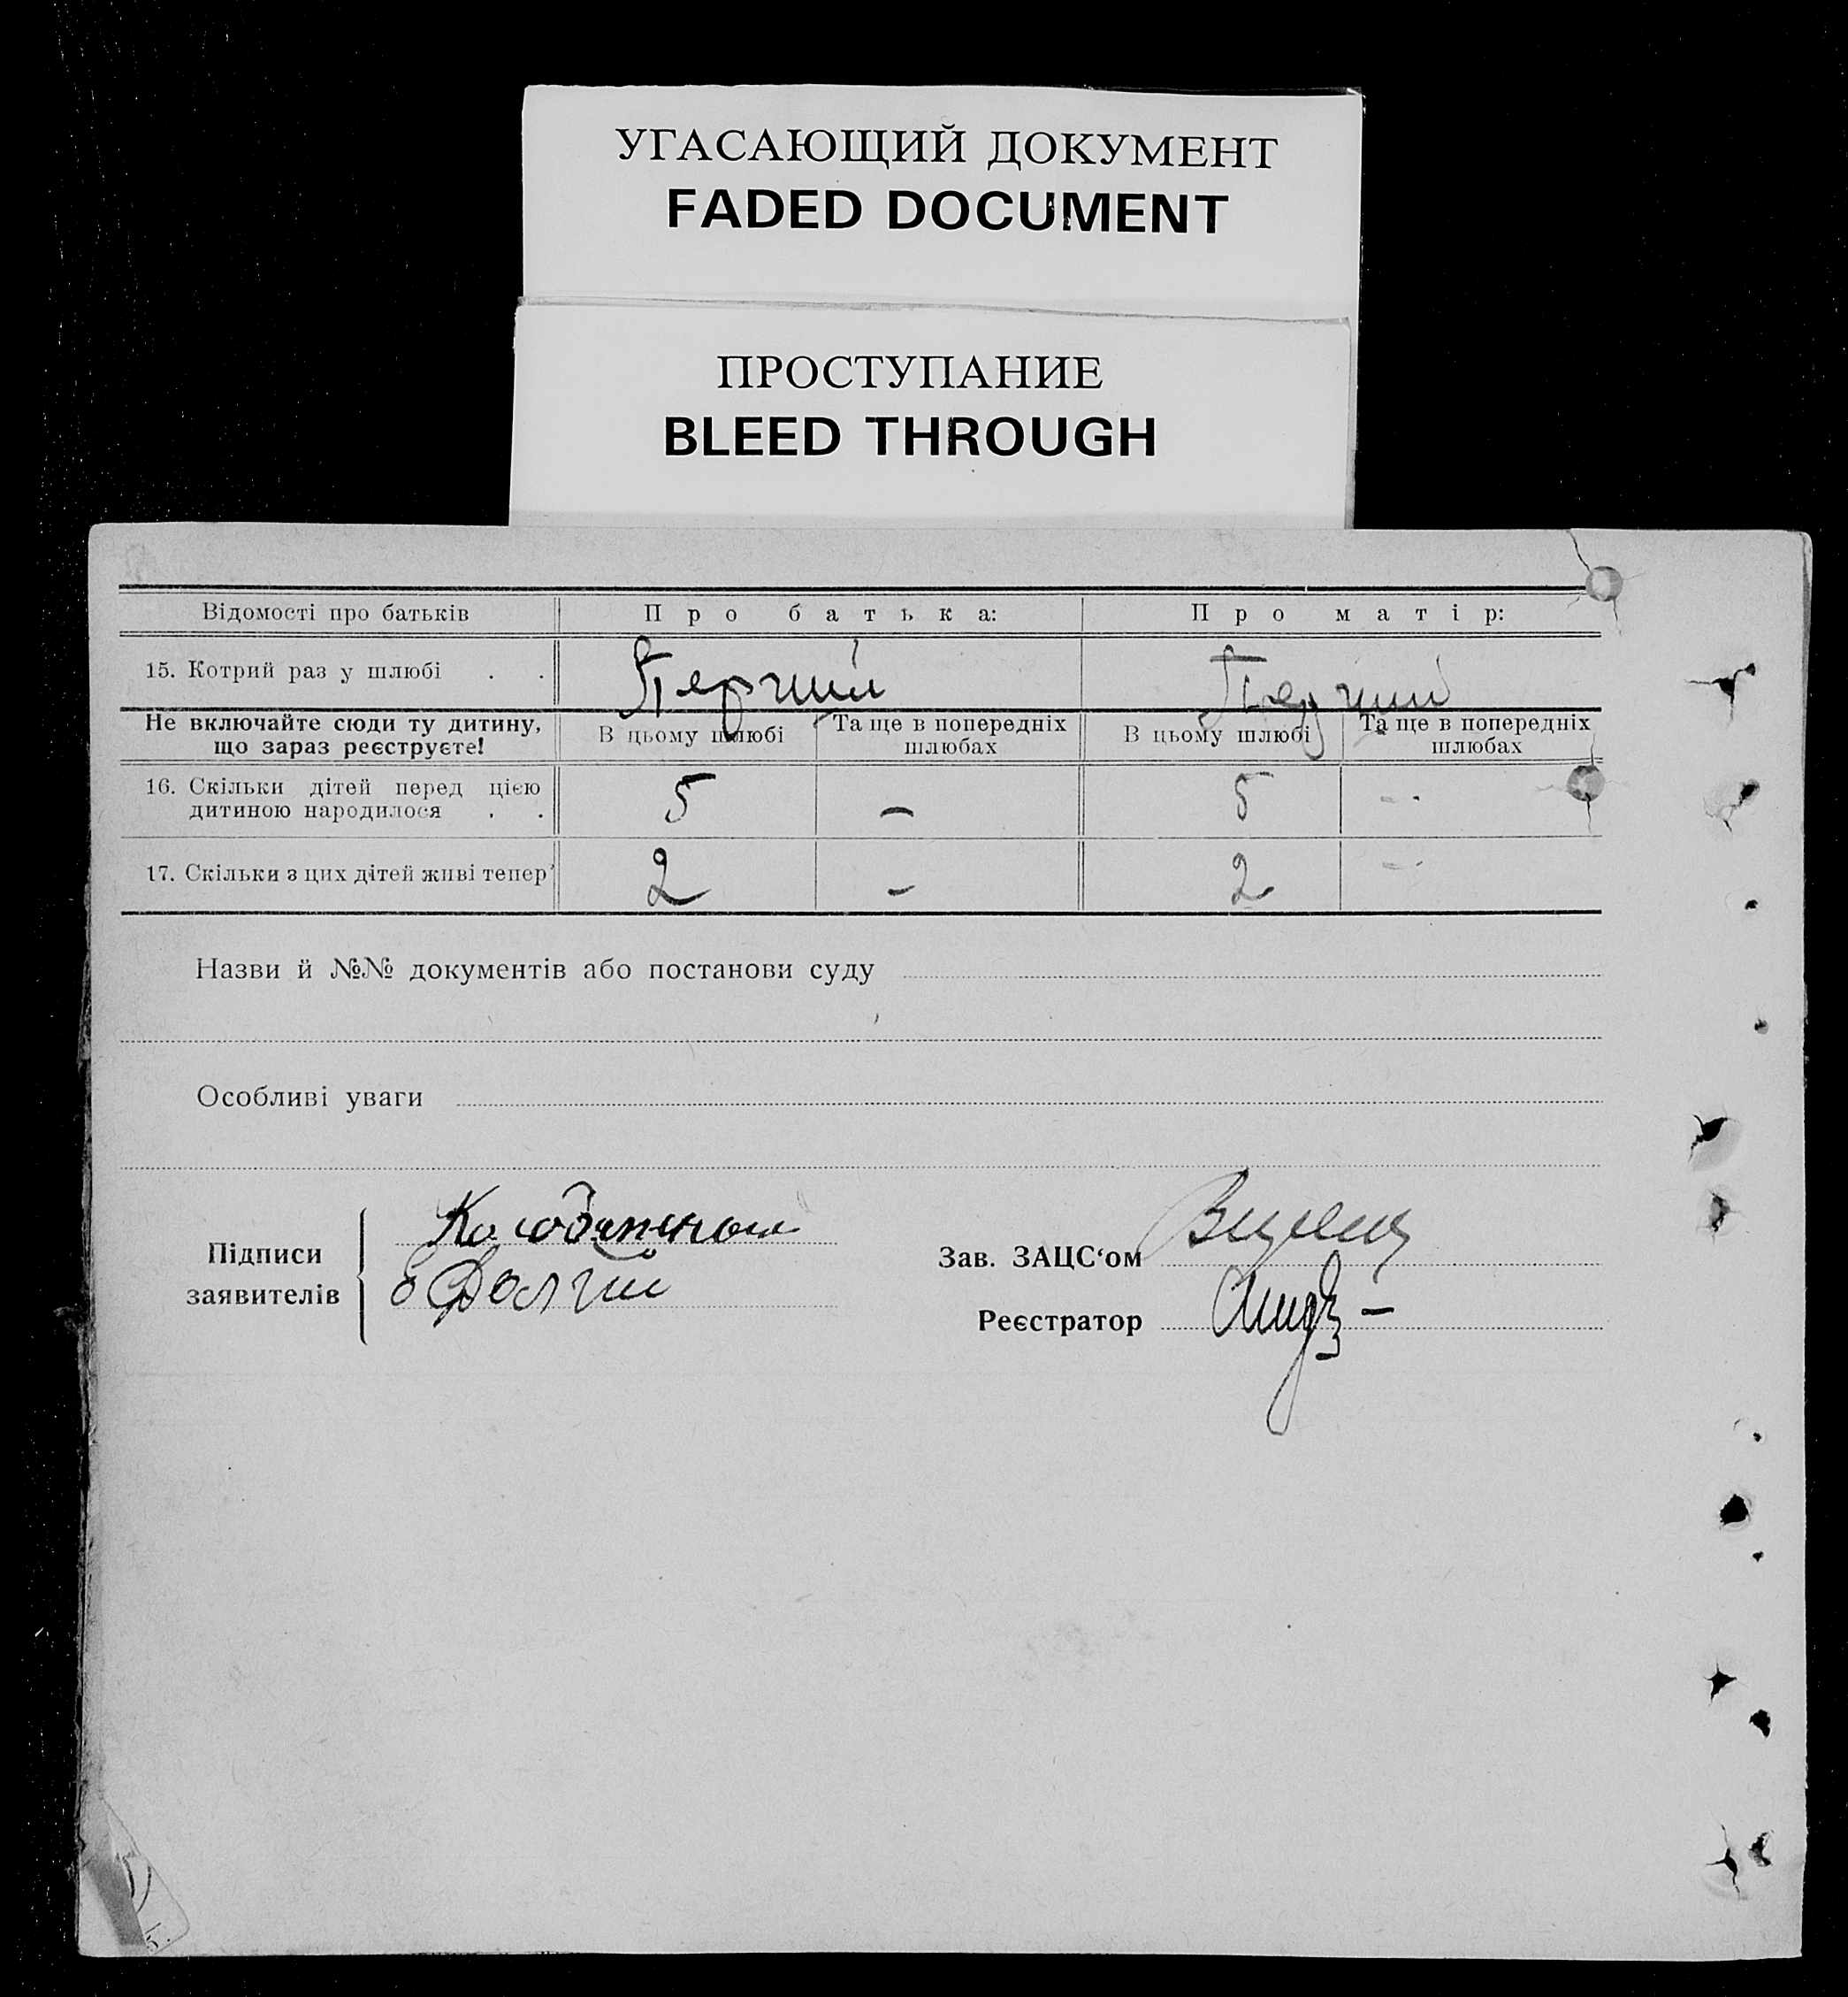 УГАСАЮЩИЙ ДОКУМЕНТ
FADED DOCUMENT
ПРОСТУПАНИЕ
BLEED THROUGH
Відомості про батьків Про батька: Про матір:
15. Котрий раз у шлюбі . . Перший Перший
Не включайте сюди ту дитину, що зараз реєструєте!
В цьому шлюбі Та ще в попередніх шлюбах В цьому шлюбі Та ще в попередніх шлюбах
16. Скільки дітей перед цією
дитиною народилося . . 5 – 5 –
17. Скільки з цих дітей живі тепер 2 – 2 –
Назви й №№ документів або постанови суду
Особливі уваги
Підписи
заявителів
Долгий
Зав. ЗАЦС‘ом
Реєстратор